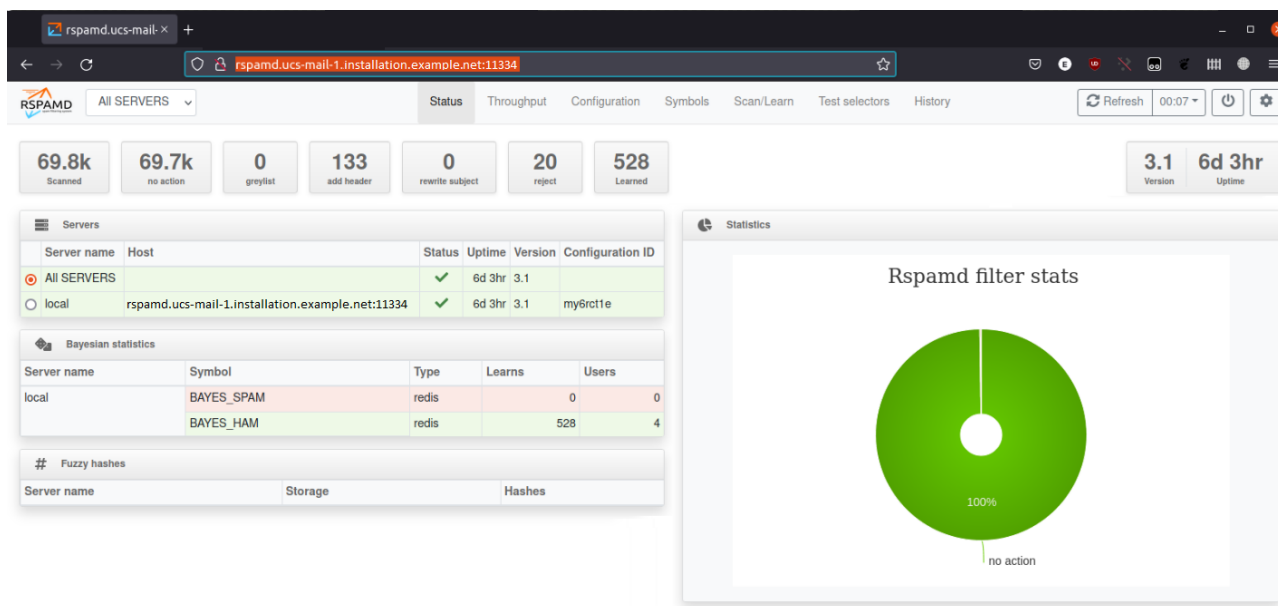 rspamd.ucs-mail-
rspamd.ucs-mail-1.installation.example.net:11334
RSPAMD
All SERVERS
Status Throughput Configuration Symbols Scan/Learn Test selectors History
Refresh 00:07
69.8k 69.7k 0 133 0 20 528 3.1 6d 3hr
Scanned no action greylist add header rewrite subject reject Learned Version Uptime
Servers
Server name Host Status Uptime Version Configuration ID
All SERVERS 6d 3hr 3.1
local rspamd.ucs-mail-1.installation.example.net:11334 6d 3hr 3.1 my6rct1e
Bayesian statistics
Server name Symbol Type Learns Users
local BAYES_SPAM redis 0 0
BAYES_HAM redis 528 4
# Fuzzy hashes
Server name Storage Hashes
Statistics
Rspamd filter stats
100%
no action